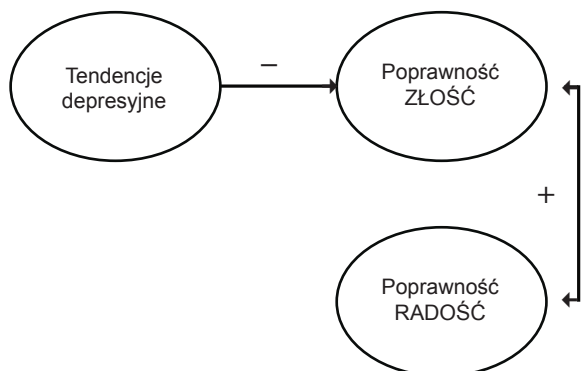 Tendencje
depresyjne
–
Poprawność
ZŁOŚĆ
+
Poprawność
RADOŚĆ